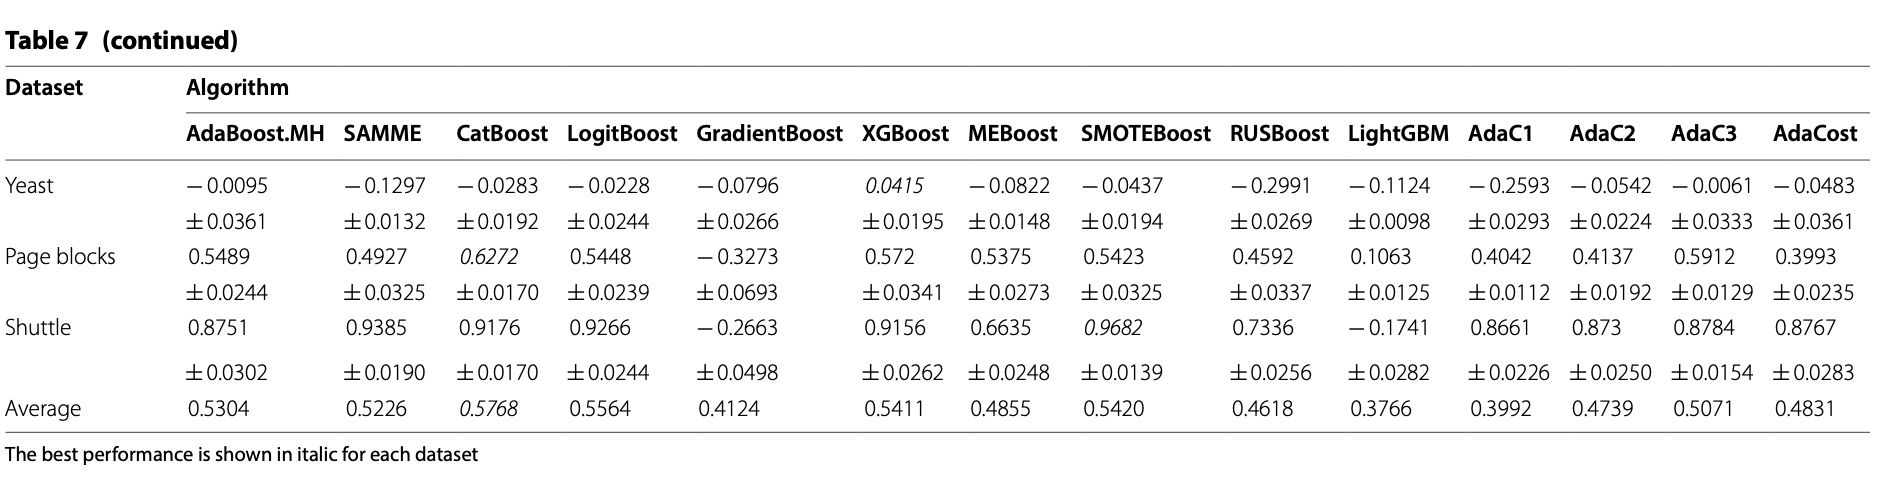 Table 7 (continued)
Dataset Algorithm
AdaBoost.MH SAMME CatBoost LogitBoost GradientBoost XGBoost MEBoost SMOTEBoost RUSBoost LightGBM AdaC1 AdaC2 AdaC3 AdaCost
Yeast − 0.0095 − 0.1297 − 0.0283 − 0.0228 − 0.0796 0.0415 − 0.0822 − 0.0437 − 0.2991 − 0.1124 − 0.2593 − 0.0542 − 0.0061 − 0.0483
± 0.0361 ± 0.0132 ± 0.0192 ± 0.0244 ± 0.0266 ± 0.0195 ± 0.0148 ± 0.0194 ± 0.0269 ± 0.0098 ± 0.0293 ± 0.0224 ± 0.0333 ± 0.0361
Page blocks 0.5489 0.4927 0.6272 0.5448 − 0.3273 0.572 0.5375 0.5423 0.4592 0.1063 0.4042 0.4137 0.5912 0.3993
± 0.0244 ± 0.0325 ± 0.0170 ± 0.0239 ± 0.0693 ± 0.0341 ± 0.0273 ± 0.0325 ± 0.0337 ± 0.0125 ± 0.0112 ± 0.0192 ± 0.0129 ± 0.0235
Shuttle 0.8751 0.9385 0.9176 0.9266 − 0.2663 0.9156 0.6635 0.9682 0.7336 − 0.1741 0.8661 0.873 0.8784 0.8767
± 0.0302 ± 0.0190 ± 0.0170 ± 0.0244 ± 0.0498 ± 0.0262 ± 0.0248 ± 0.0139 ± 0.0256 ± 0.0282 ± 0.0226 ± 0.0250 ± 0.0154 ± 0.0283
Average 0.5304 0.5226 0.5768 0.5564 0.4124 0.5411 0.4855 0.5420 0.4618 0.3766 0.3992 0.4739 0.5071 0.4831
The best performance is shown in italic for each dataset